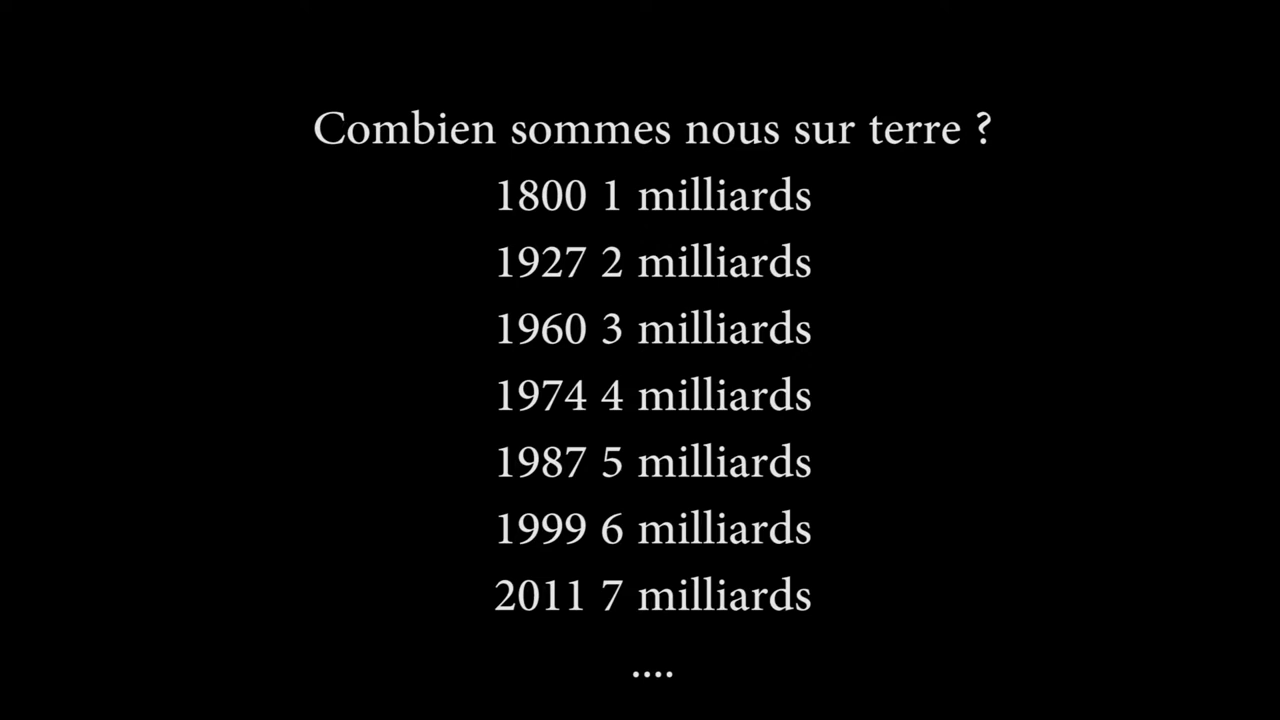 Combien sommes nous sur terre ?
1800 1 milliards
1927 2 milliards
1960 3 milliards
1974 4 milliards
1987 5 milliards
1999 6 milliards
2011 7 milliards
....